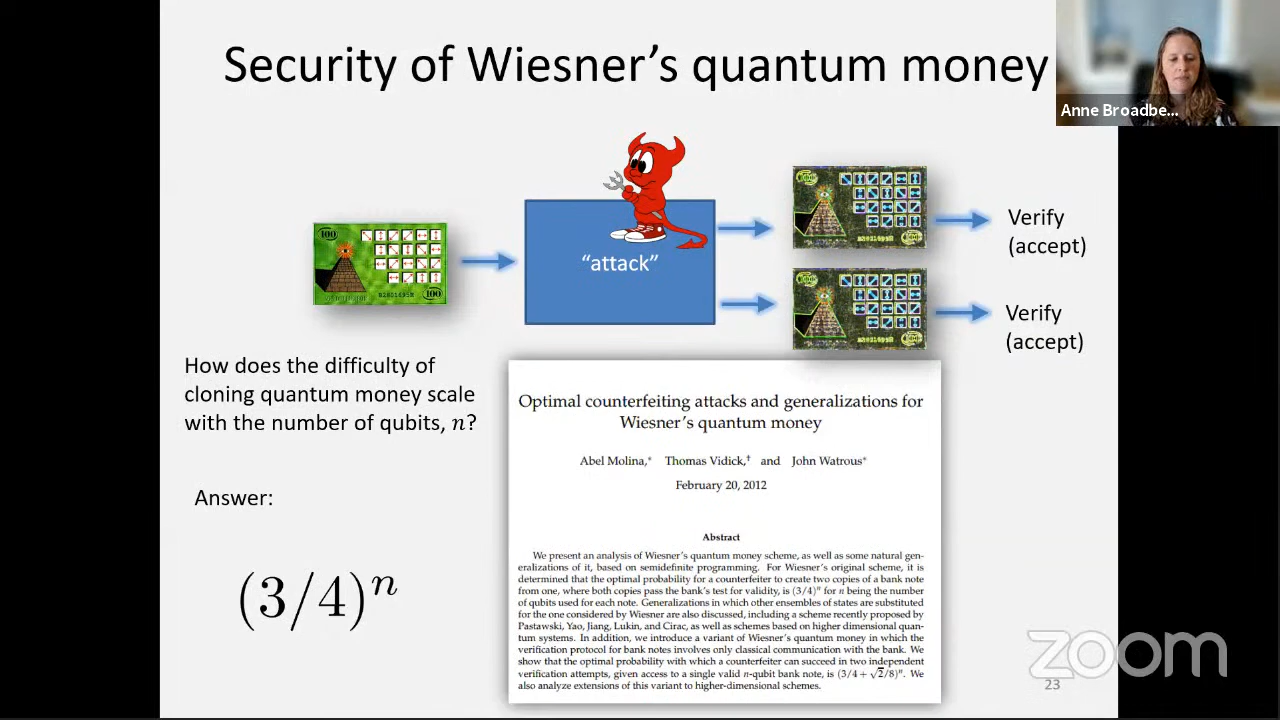 Security of Wiesner's quantum money
Anne Broadbe...
100
100
"attack"
Verify
(accept)
Verify
(accept)
How does the difficulty of
cloning quantum money scale
with the number of qubits, n?
Answer:
(3/4)^n
Optimal counterfeiting attacks and generalizations for
Wiesner's quantum money
Abel Molina,* Thomas Vidick,† and John Watrous*
February 20, 2012
Abstract
We present an analysis of Wiesner's quantum money scheme, as well as some natural gen-
eralizations of it, based on semidefinite programming. For Wiesner's original scheme, it is
determined that the optimal probability for a counterfeiter to create two copies of a bank note
from one, where both copies pass the bank's test for validity, is (3/4)^n for n being the number
of qubits used for each note. Generalizations in which other ensembles of states are substituted
for the one considered by Wiesner are also discussed, including a scheme recently proposed by
Pastawski, Yao, Jiang, Lukin, and Cirac, as well as schemes based on higher dimensional quan-
tum systems. In addition, we introduce a variant of Wiesner's quantum money in which the
verification protocol for bank notes involves only classical communication with the bank. We
show that the optimal probability with which a counterfeiter can succeed in two independent
verification attempts, given access to a single valid n-qubit bank note, is (3/4 + √2/8)^n. We
also analyze extensions of this variant to higher-dimensional schemes.
zoom
23